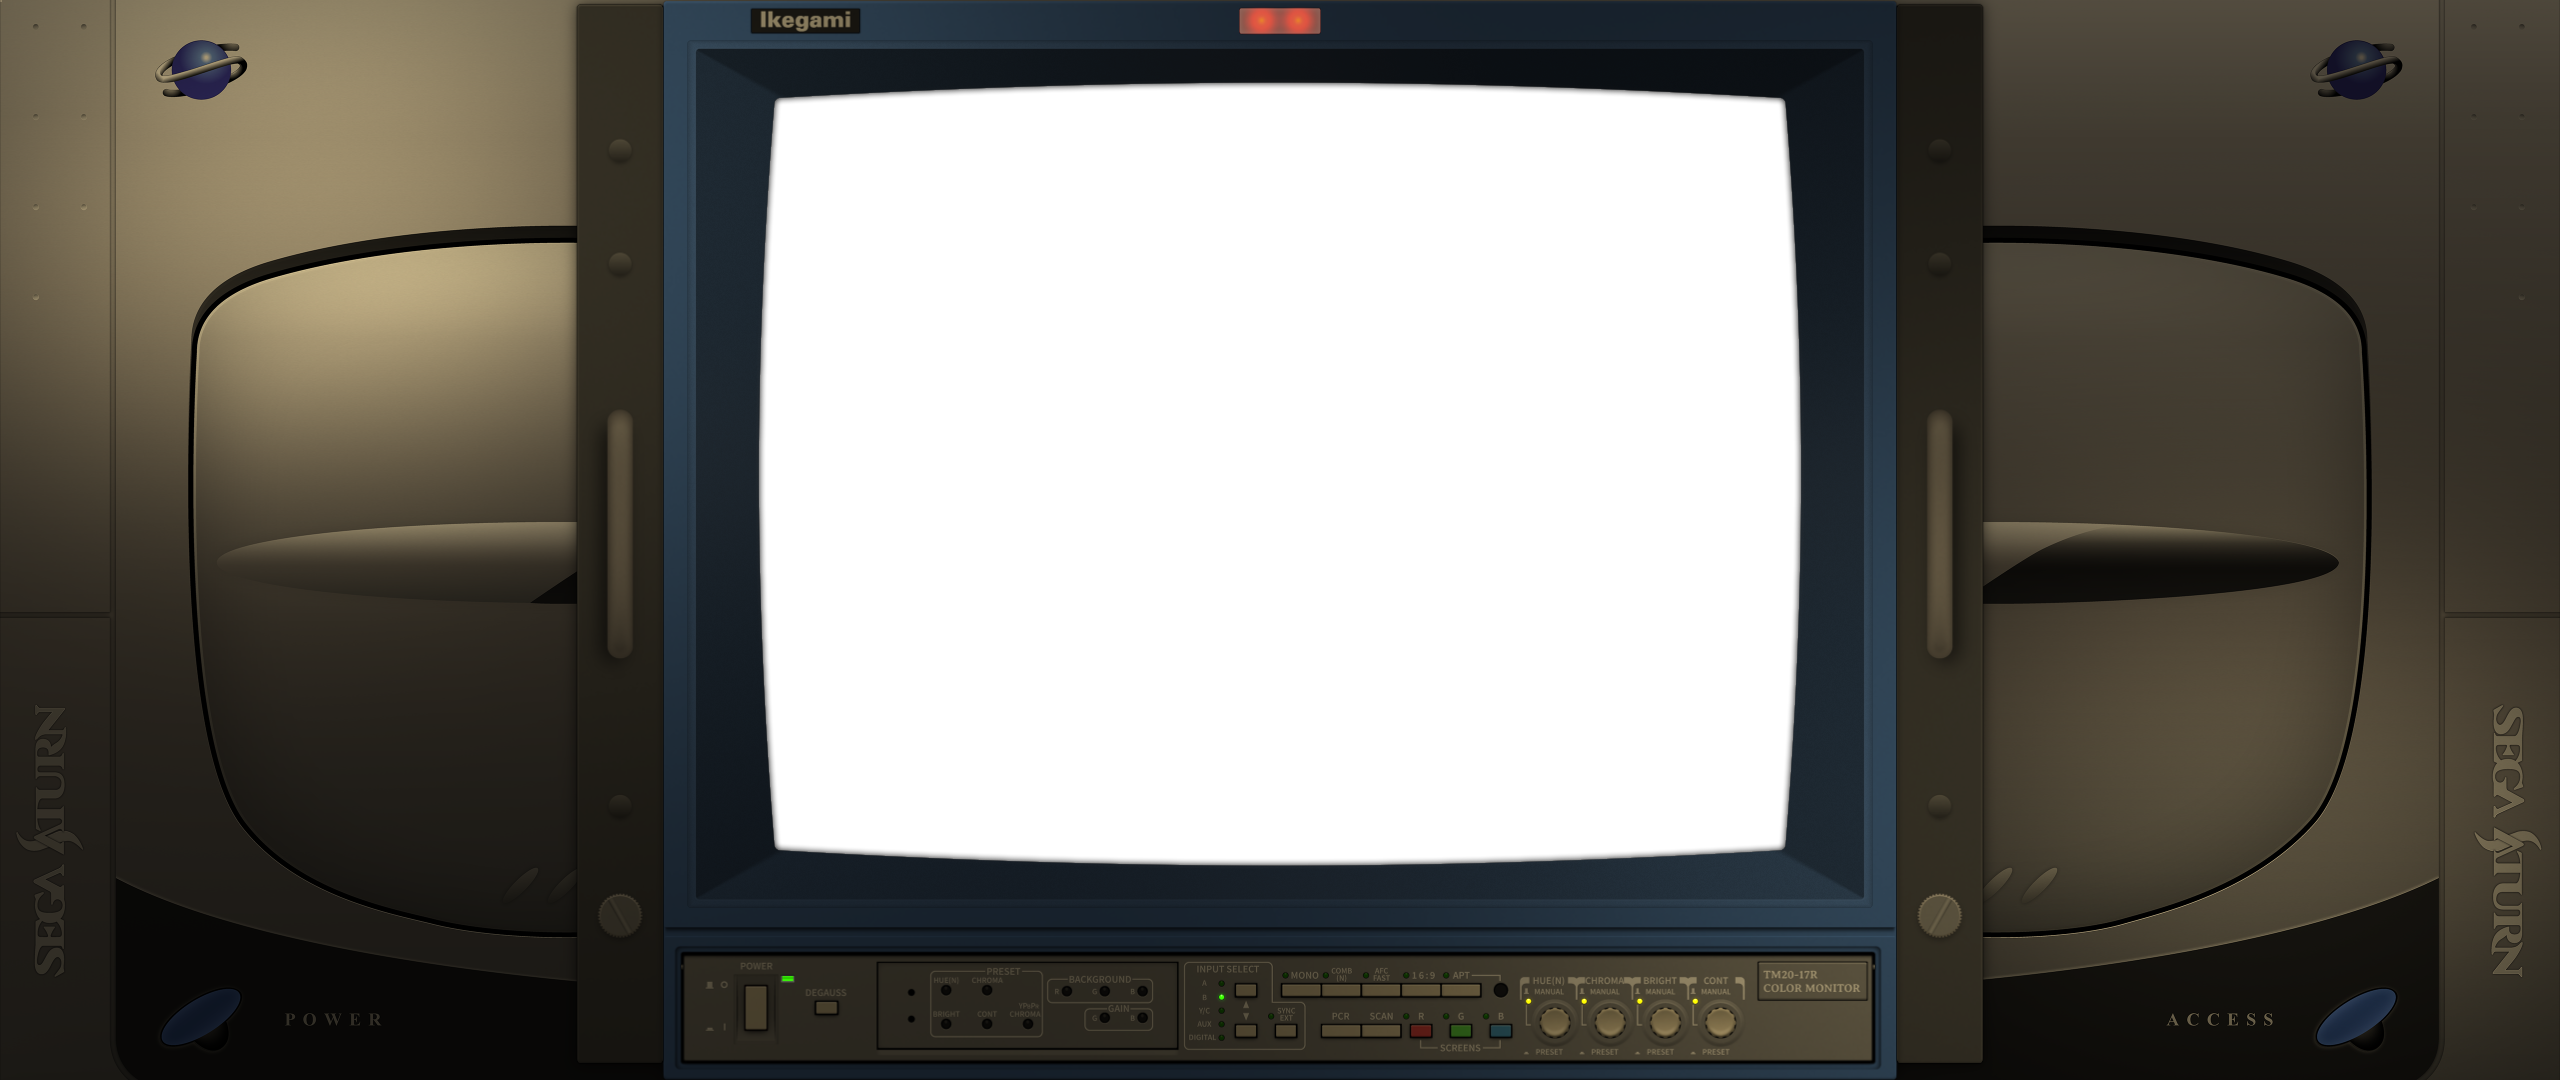 Ikegami
SEGA SATURN
POWER
POWER
DEGAUSS
PRESET
HUE(N) CHROMA
BRIGHT CONT YPbPr CHROMA
BACKGROUND
R G B
GAIN
G B
INPUT SELECT
A
B
Y/C
AUX
DIGITAL
SYNC EXT
MONO COMB (N) AFC FAST 16:9 APT
PCR SCAN R G B
SCREENS
HUE(N) CHROMA BRIGHT CONT
MANUAL MANUAL MANUAL MANUAL
PRESET PRESET PRESET PRESET
TM20-17R
COLOR MONITOR
ACCESS
SEGA SATURN